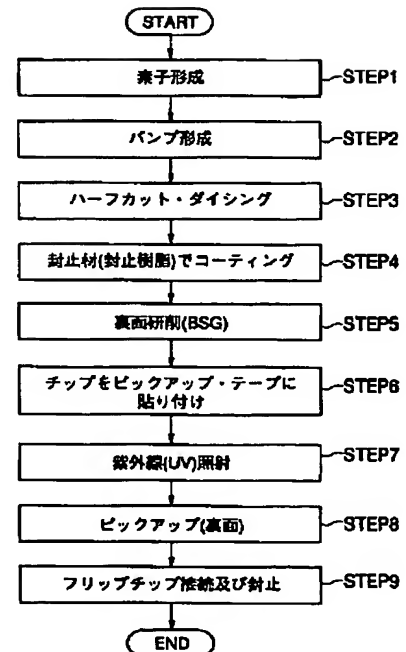 START
素子形成
STEP1
バンプ形成
STEP2
ハーフカット・ダイシング
STEP3
封止材(封止樹脂)でコーティング
STEP4
裏面研削(BSG)
STEP5
チップをピックアップ・テープに
貼り付け
STEP6
紫外線(UV)照射
STEP7
ピックアップ(裏面)
STEP8
フリップチップ接続及び封止
STEP9
END